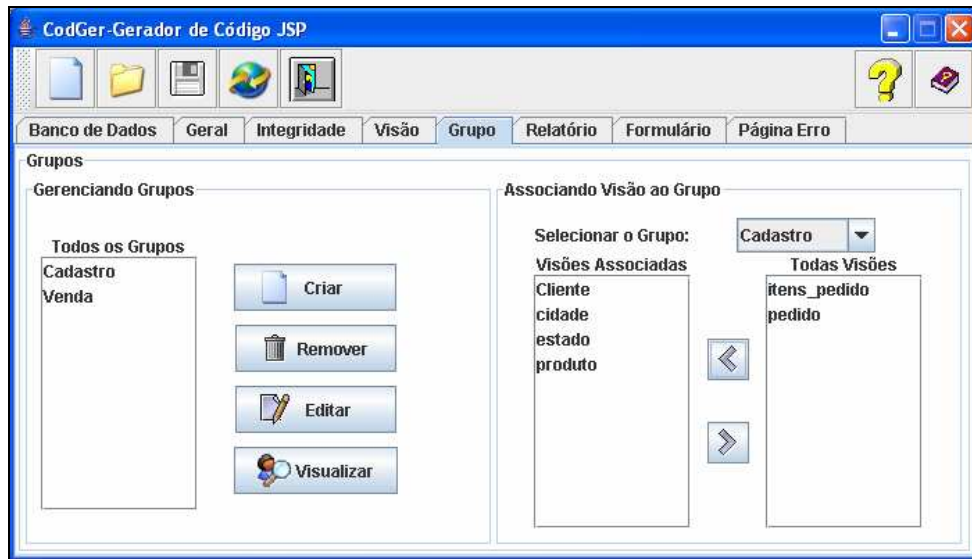 CodGer-Gerador de Código JSP
Banco de Dados Geral Integridade Visão Grupo Relatório Formulário Página Erro
Grupos
Gerenciando Grupos
Todos os Grupos
Cadastro
Venda
Criar
Remover
Editar
Visualizar
Associando Visão ao Grupo
Selecionar o Grupo: Cadastro
Visões Associadas
Cliente
cidade
estado
produto
Todas Visões
itens_pedido
pedido